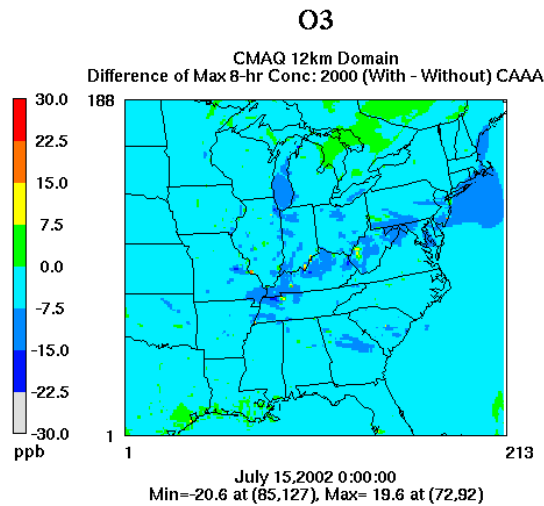 O3
CMAQ 12km Domain
Difference of Max 8-hr Conc: 2000 (With - Without) CAAA
30.0
22.5
15.0
7.5
0.0
-7.5
-15.0
-22.5
-30.0
ppb
188
1
1
213
July 15,2002 0:00:00
Min=-20.6 at (85,127), Max= 19.6 at (72,92)